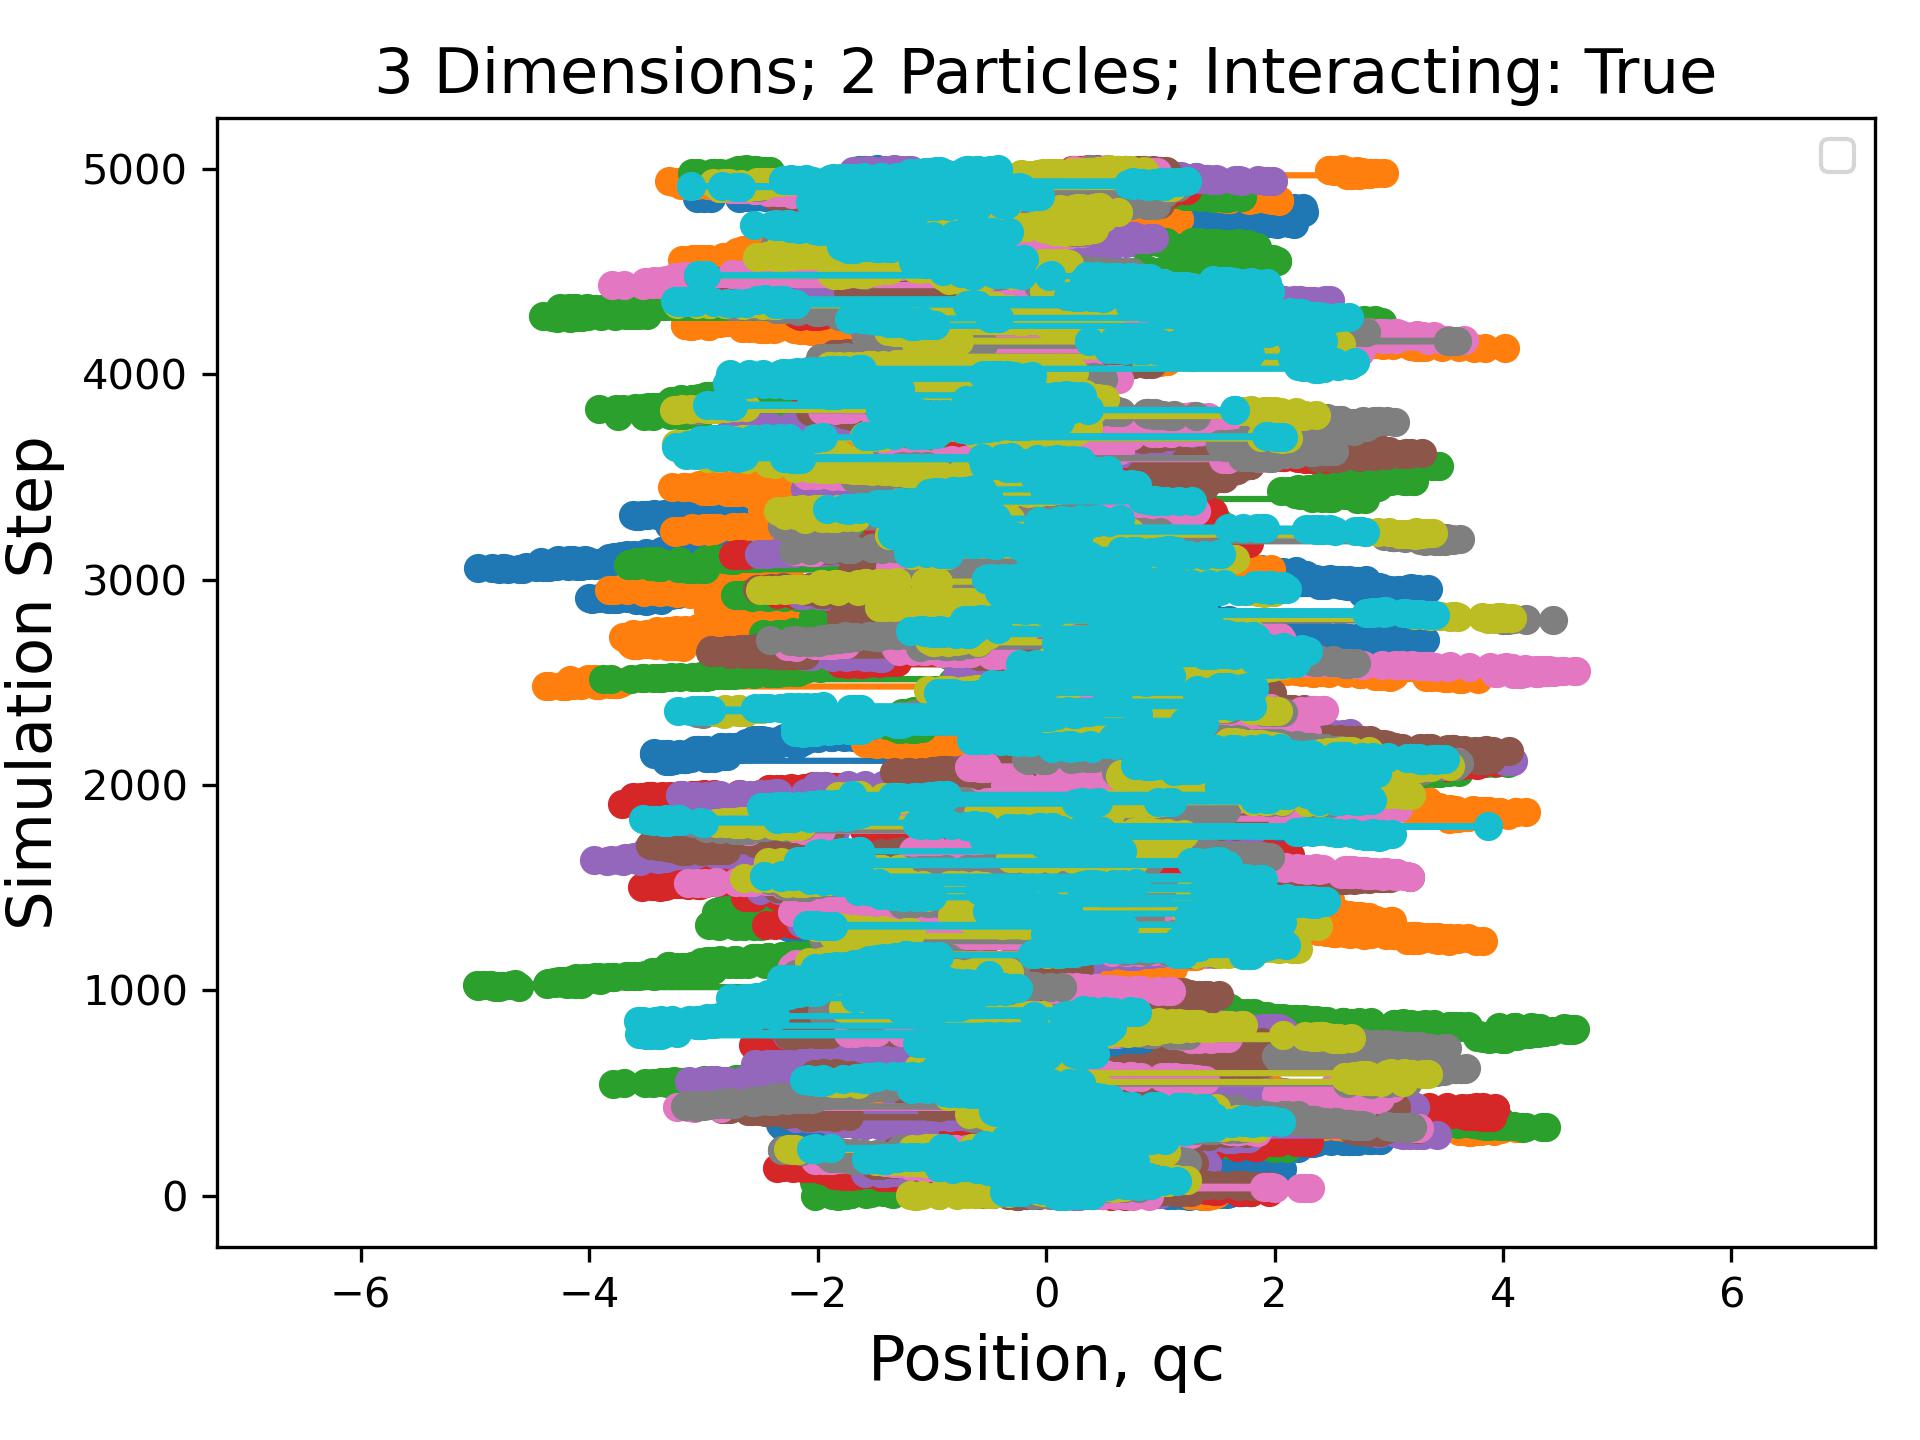 3 Dimensions; 2 Particles; Interacting: True
Simulation Step
5000
4000
3000
2000
1000
0
−6 −4 −2 0 2 4 6
Position, qc